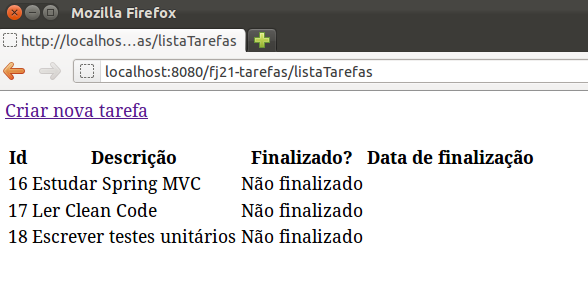 Mozilla Firefox
http://localhos...as/listaTarefas
localhost:8080/fj21-tarefas/listaTarefas
Criar nova tarefa
Id Descrição Finalizado? Data de finalização
16 Estudar Spring MVC Não finalizado
17 Ler Clean Code Não finalizado
18 Escrever testes unitários Não finalizado